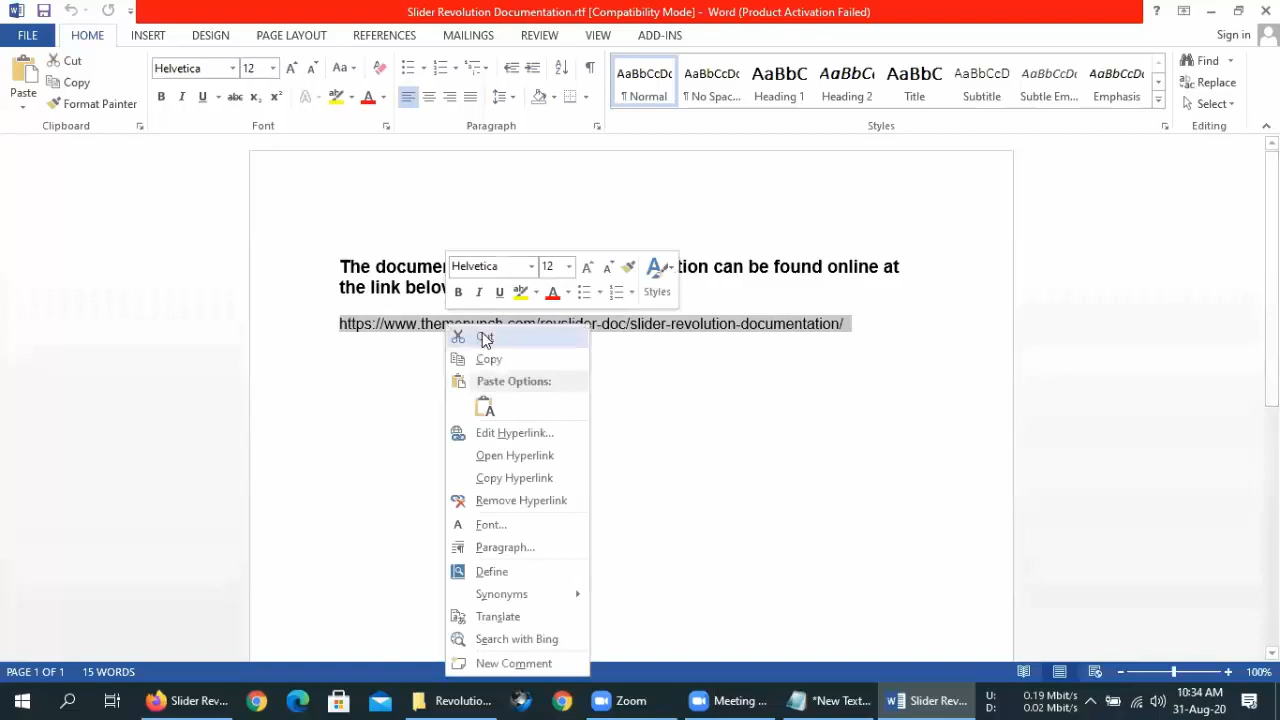 Slider Revolution Documentation.rtf [Compatibility Mode] - Word (Product Activation Failed)
FILE HOME INSERT DESIGN PAGE LAYOUT REFERENCES MAILINGS REVIEW VIEW ADD-INS Sign in
Paste
Cut
Copy
Format Painter
Clipboard
Helvetica 12
Font
Paragraph
AaBbCcDc AaBbCcDc AaBbC AaBbCc AaBbC AaBbCcD AaBbCcDc AaBbCcDc
¶ Normal ¶ No Spac... Heading 1 Heading 2 Title Subtitle Subtle Em... Emphasis
Styles
Find
Replace
Select
Editing
The docume
tion can be found online at
the link below
Helvetica 12
Styles
https://www.themepunch.com/revslider-doc/slider-revolution-documentation/
Cut
Copy
Paste Options:
Edit Hyperlink...
Open Hyperlink
Copy Hyperlink
Remove Hyperlink
Font...
Paragraph...
Define
Synonyms
Translate
Search with Bing
New Comment
PAGE 1 OF 1 15 WORDS 100%
Slider Rev... Revolutio... Zoom Meeting ... *New Text... Slider Rev...
U: 0.19 Mbit/s
D: 0.02 Mbit/s
10:34 AM
31-Aug-20